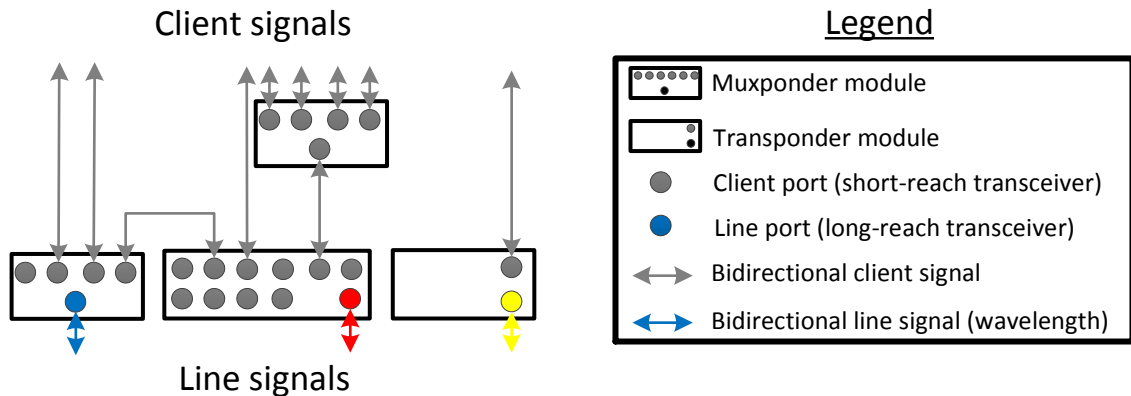 Client signals
Line signals
Legend
Muxponder module
Transponder module
Client port (short-reach transceiver)
Line port (long-reach transceiver)
Bidirectional client signal
Bidirectional line signal (wavelength)